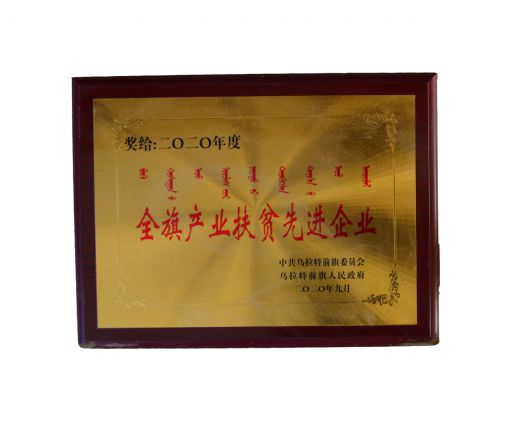 奖给:二〇二〇年度
全旗产业扶贫先进企业
中共乌拉特前旗委员会
乌拉特前旗人民政府
二〇二〇年九月